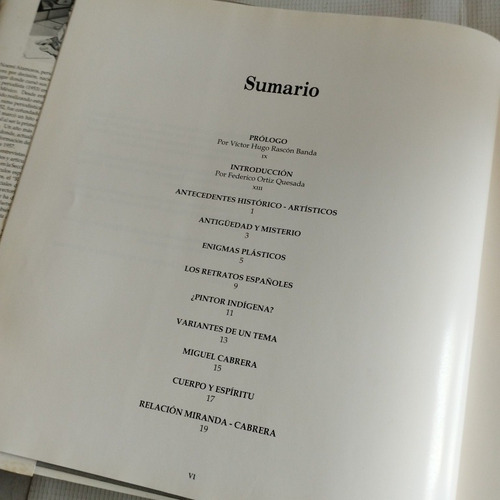 Sumario
PRÓLOGO
Por Víctor Hugo Rascón Banda
IX
INTRODUCCIÓN
Por Federico Ortiz Quesada
XIII
ANTECEDENTES HISTÓRICO - ARTÍSTICOS
1
ANTIGÜEDAD Y MISTERIO
3
ENIGMAS PLÁSTICOS
5
LOS RETRATOS ESPAÑOLES
9
¿PINTOR INDÍGENA?
11
VARIANTES DE UN TEMA
13
MIGUEL CABRERA
15
CUERPO Y ESPÍRITU
17
RELACIÓN MIRANDA - CABRERA
19
VI